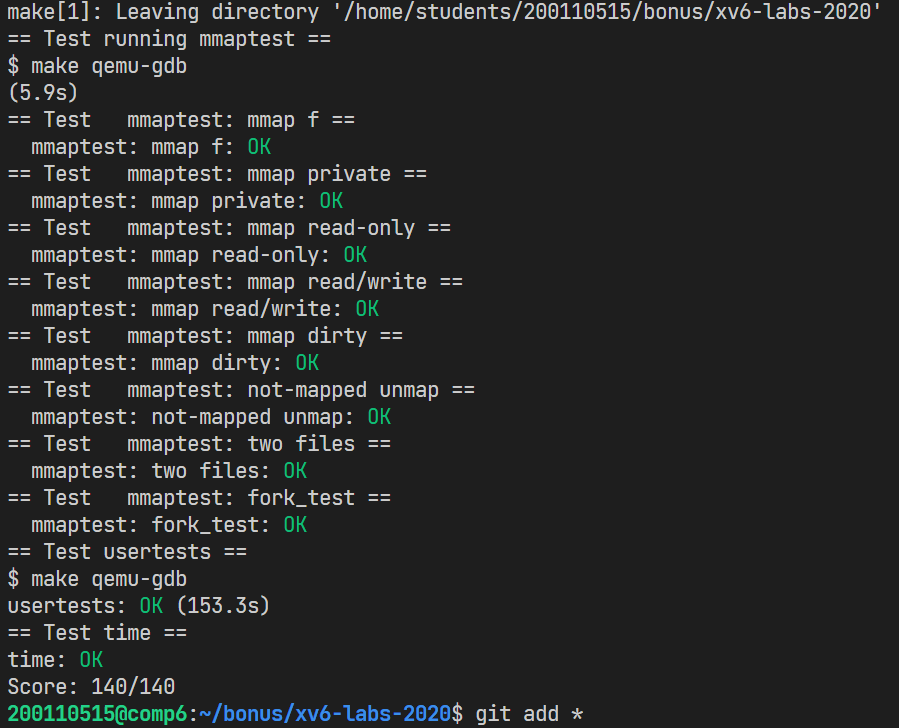 make[1]: Leaving directory '/home/students/200110515/bonus/xv6-labs-2020'
== Test running mmaptest ==
$ make qemu-gdb
(5.9s)
== Test   mmaptest: mmap f ==
  mmaptest: mmap f: OK
== Test   mmaptest: mmap private ==
  mmaptest: mmap private: OK
== Test   mmaptest: mmap read-only ==
  mmaptest: mmap read-only: OK
== Test   mmaptest: mmap read/write ==
  mmaptest: mmap read/write: OK
== Test   mmaptest: mmap dirty ==
  mmaptest: mmap dirty: OK
== Test   mmaptest: not-mapped unmap ==
  mmaptest: not-mapped unmap: OK
== Test   mmaptest: two files ==
  mmaptest: two files: OK
== Test   mmaptest: fork_test ==
  mmaptest: fork_test: OK
== Test usertests ==
$ make qemu-gdb
usertests: OK (153.3s)
== Test time ==
time: OK
Score: 140/140
200110515@comp6:~/bonus/xv6-labs-2020$ git add *